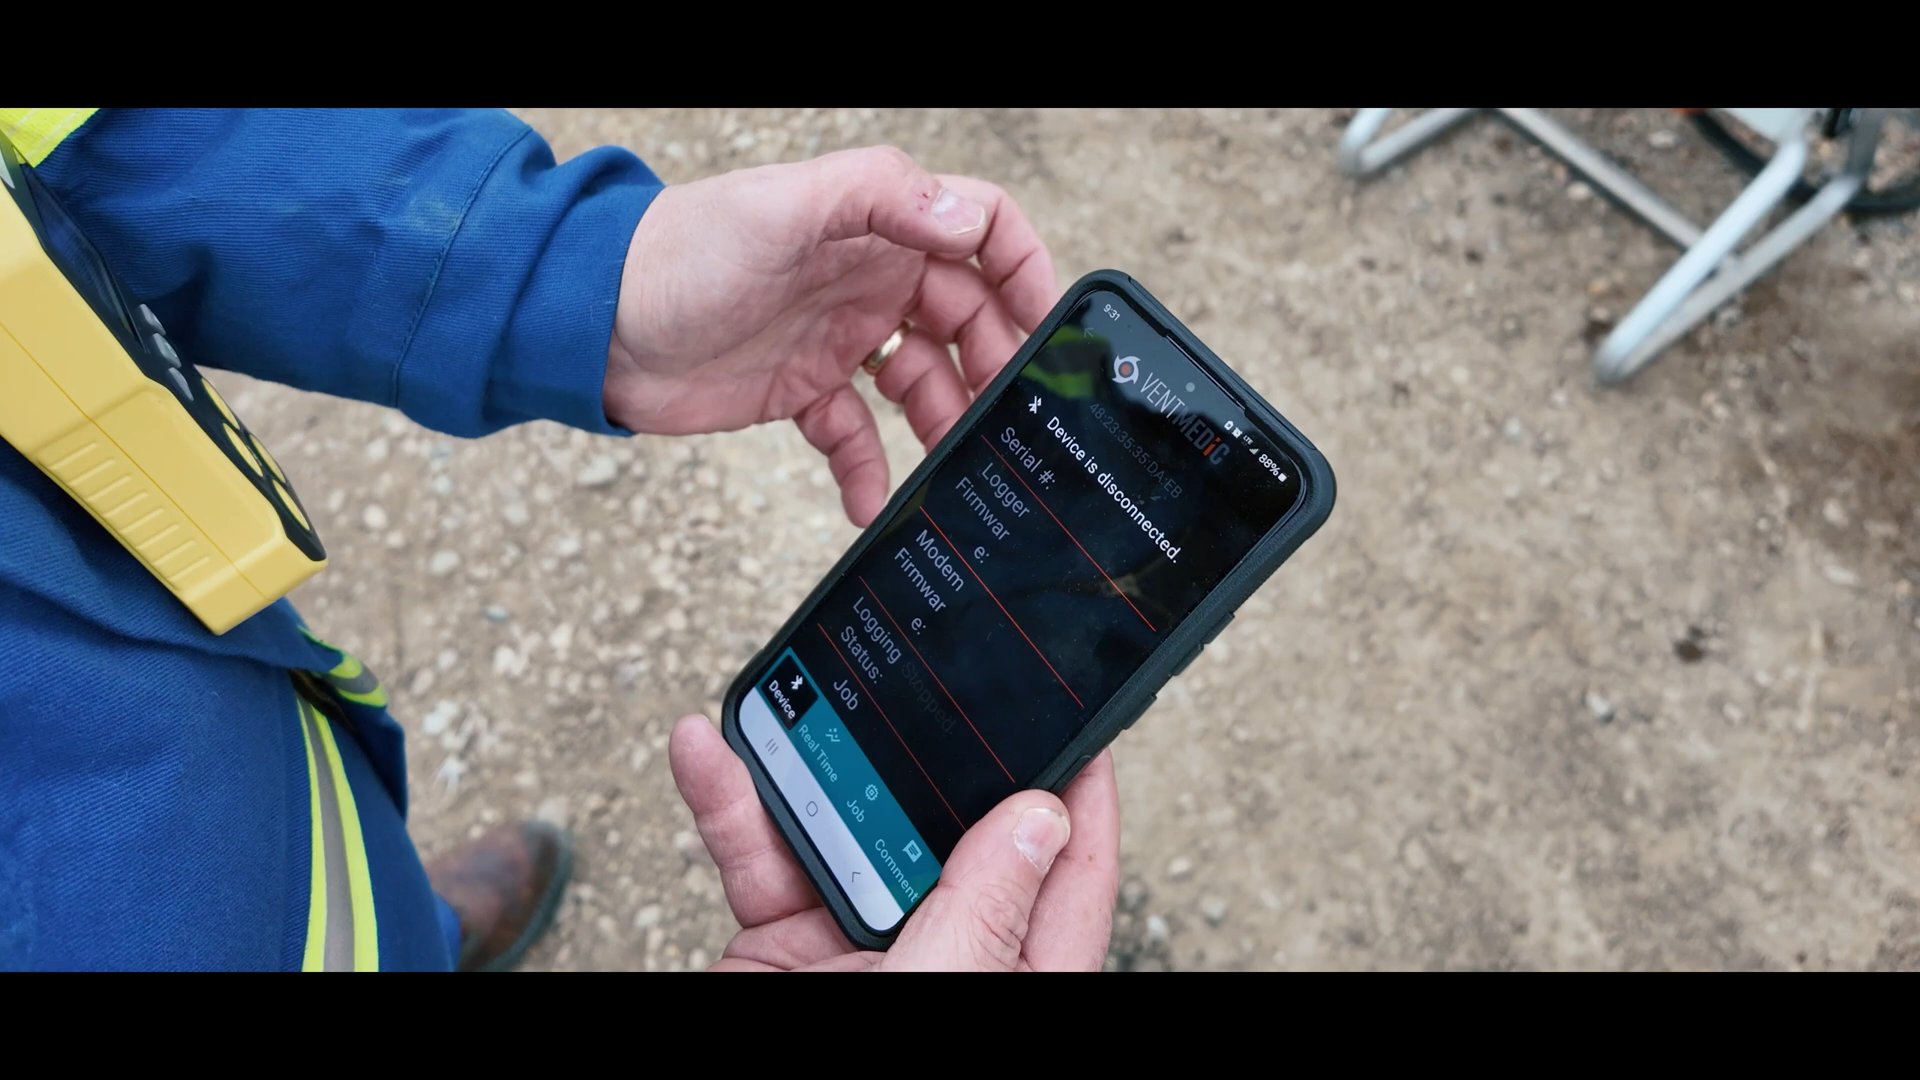 9:31
LTE 88%
VENTMEDiC
48:23:35:35:DA:EB
Device is disconnected.
Serial #:
Logger
Firmwar
e:
Modem
Firmwar
e:
Logging
Status:
Stopped.
Job
Device
Real Time
Job
Comment